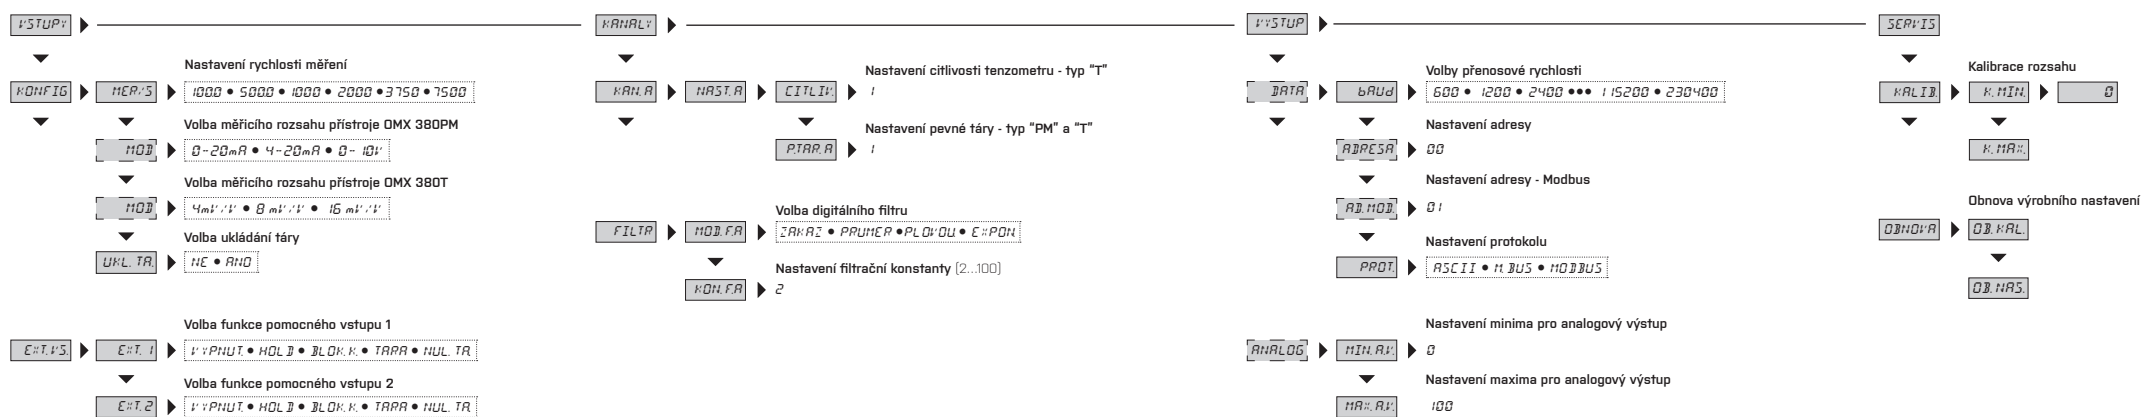 VSTUPY
KONFIG
MER/S
Nastavení rychlosti měření
100.0 • 500.0 • 1000 • 2000 •3750 •7500
MOD
Volba měřicího rozsahu přístroje OMX 380PM
0-20mA • 4-20mA • 0- 10V
MOD
Volba měřicího rozsahu přístroje OMX 380T
4mV/V • 8 mV/V • 16 mV/V
UKL. TA.
Volba ukládání táry
NE • ANO
EXT. VS.
EXT. 1
Volba funkce pomocného vstupu 1
VYPNUT. • HOLD • BLOK. K. • TARA • NUL. TA.
EXT. 2
Volba funkce pomocného vstupu 2
VYPNUT. • HOLD • BLOK. K. • TARA • NUL. TA.
KANALY
KAN. A
NAST. A
CITLIV.
Nastavení citlivosti tenzometru - typ "T"
1
P.TAR. A
Nastavení pevné táry - typ "PM" a "T"
1
FILTR
MOD. F.A
Volba digitálního filtru
ZAKAZ • PRUMER •PLOVOU. • EXPON.
KON. F.A
Nastavení filtrační konstanty (2...100)
2
VYSTUP
DATA
bAUd
Volby přenosové rychlosti
600 • 1200 • 2400 ••• 115200 • 230400
ADRESA
Nastavení adresy
00
AD. MOD.
Nastavení adresy - Modbus
01
PROT.
Nastavení protokolu
ASCII • M. BUS • MODBUS
ANALOG
MIN. A.V.
Nastavení minima pro analogový výstup
0
MAX. A.V.
Nastavení maxima pro analogový výstup
100
SERVIS
KALIB.
Kalibrace rozsahu
K. MIN.
0
K. MAX.
OBNOVA
Obnova výrobního nastavení
OB. KAL.
OB. NAS.